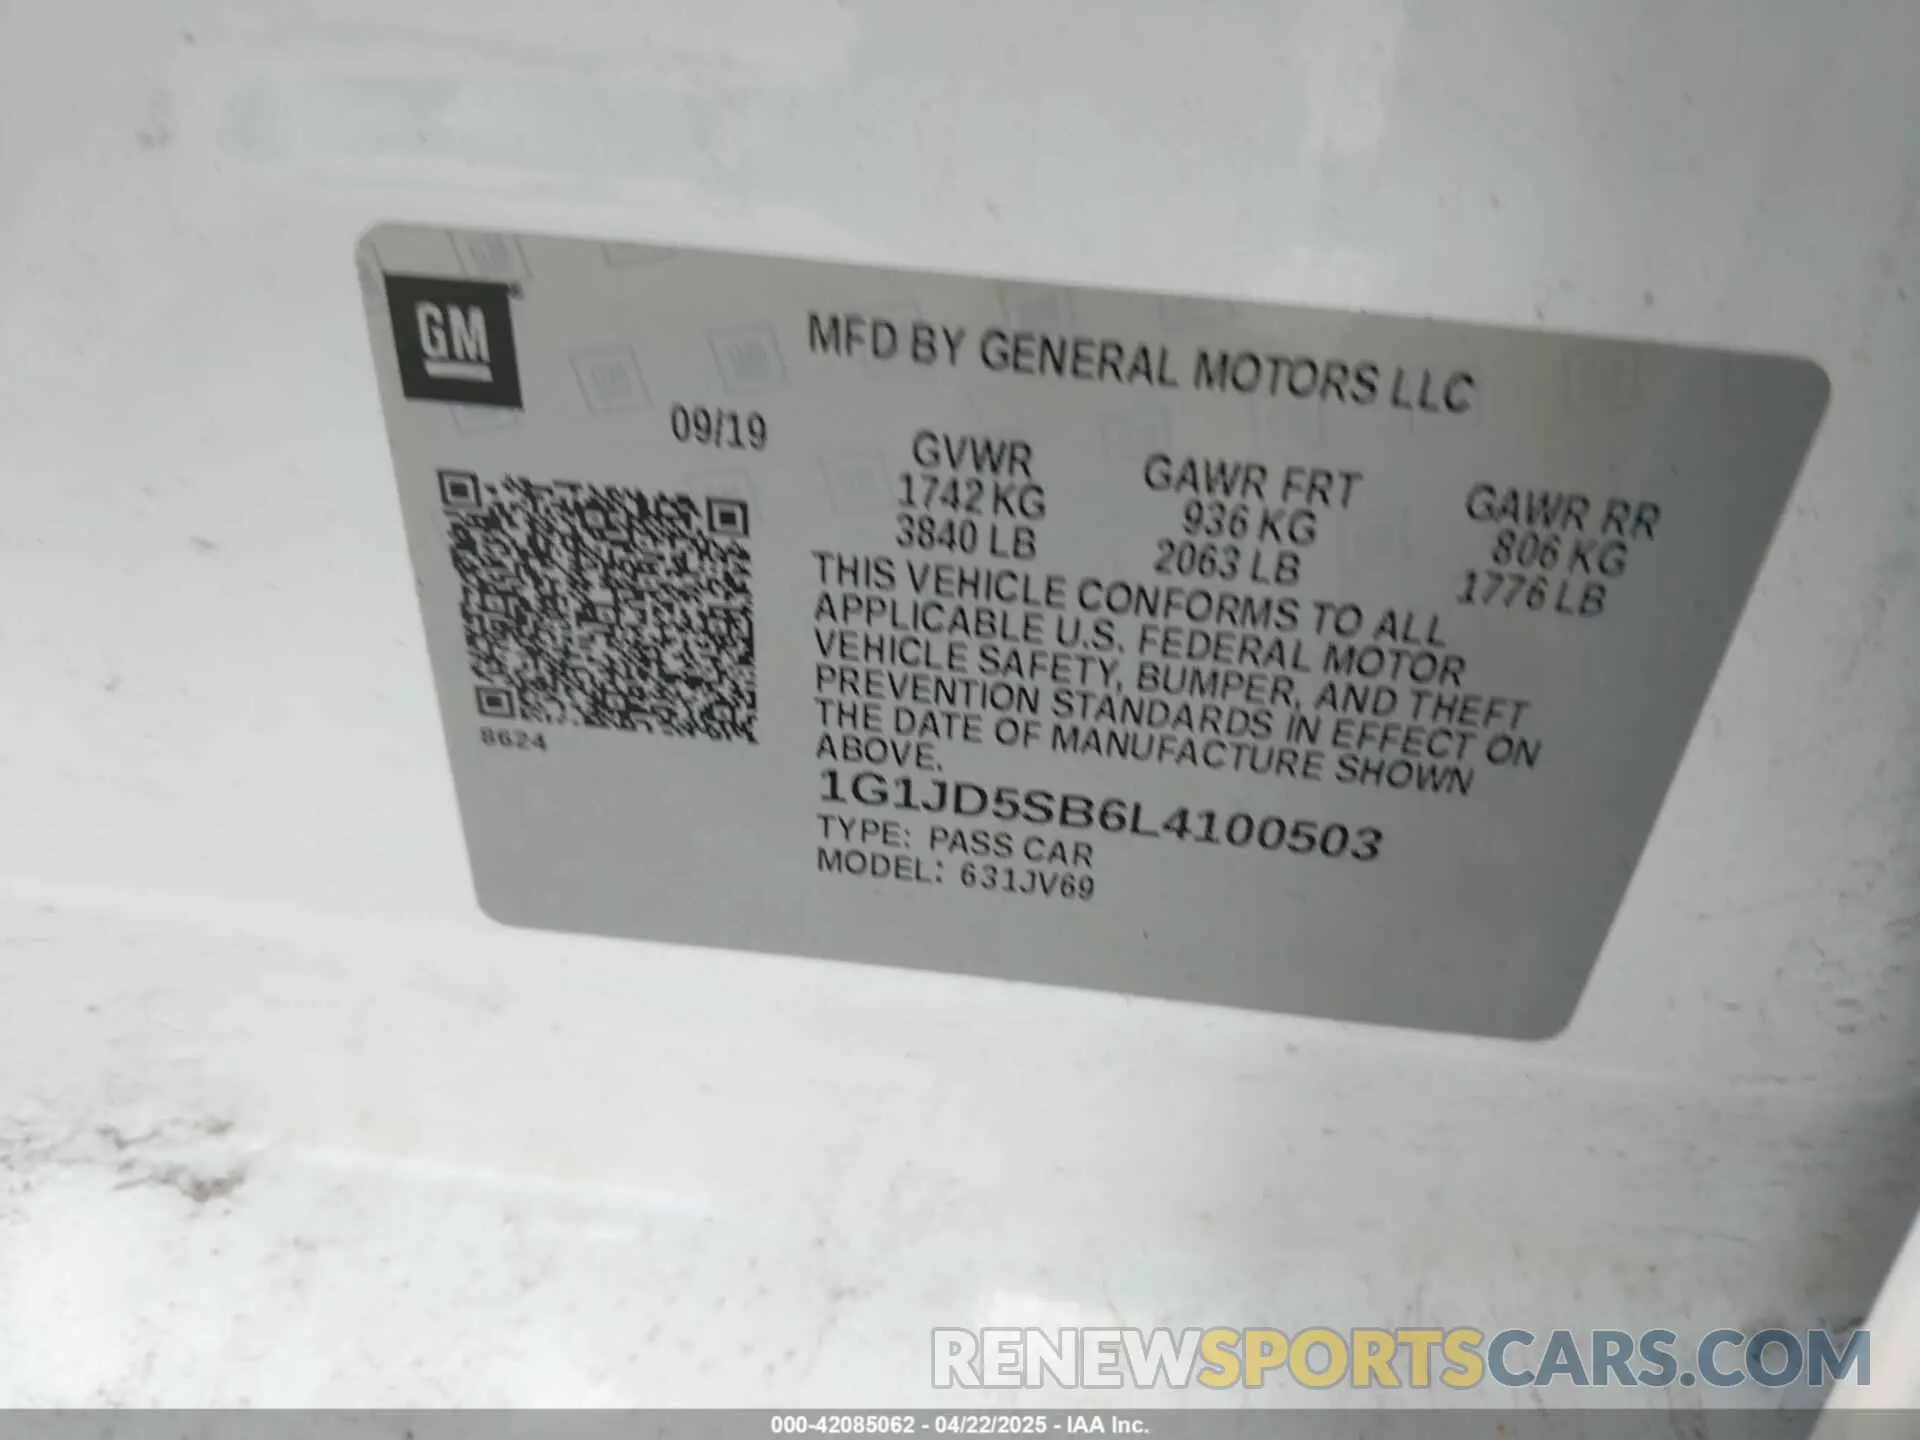 GM
MFD BY GENERAL MOTORS LLC
09/19
GVWR
1742 KG
3840 LB
GAWR FRT
936 KG
2063 LB
GAWR RR
806 KG
1776 LB
THIS VEHICLE CONFORMS TO ALL
APPLICABLE U.S. FEDERAL MOTOR
VEHICLE SAFETY, BUMPER, AND THEFT
PREVENTION STANDARDS IN EFFECT ON
THE DATE OF MANUFACTURE SHOWN
ABOVE.
8624
1G1JD5SB6L4100503
TYPE: PASS CAR
MODEL: 631JV69
RENEWSPORTSCARS.COM
000-42085062 - 04/22/2025 - IAA Inc.